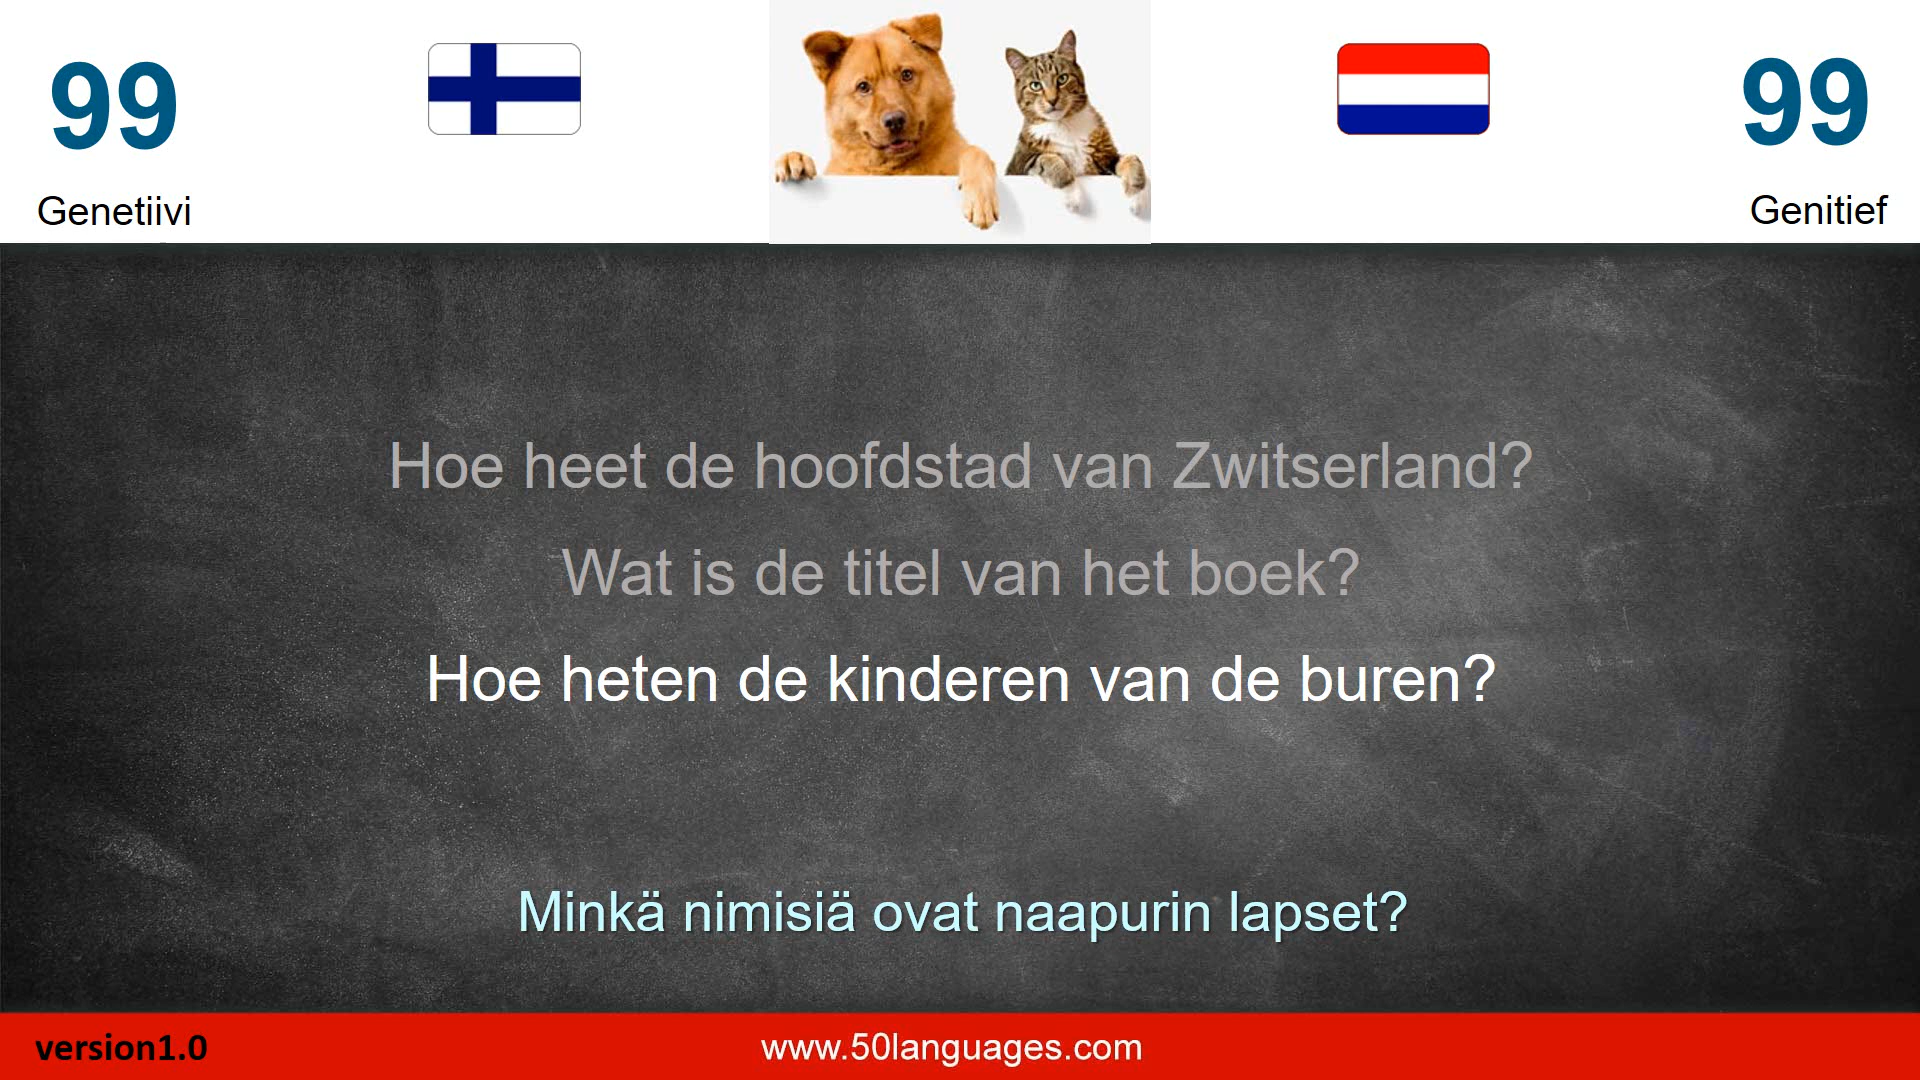 99
99
Genetiivi
Genitief
Hoe heet de hoofdstad van Zwitserland?
Wat is de titel van het boek?
Hoe heten de kinderen van de buren?
Minkä nimisiä ovat naapurin lapset?
version1.0
www.50languages.com